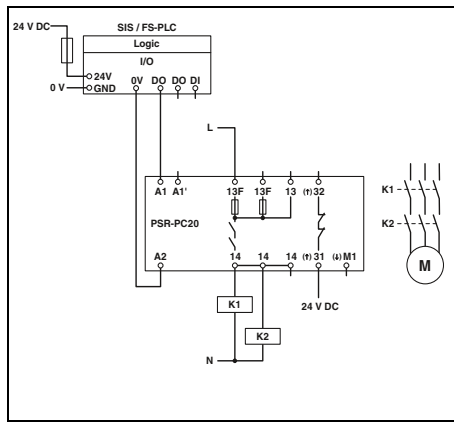 24 V DC
SIS / FS-PLC
Logic
I/O
24V
0V DO DO DI
0 V
GND
L
A1 A1' 13F 13F 13 (↑) 32
PSR-PC20
A2 14 14 14 (↑) 31 (↓) M1
K1
K2
M
K1
24 V DC
K2
N